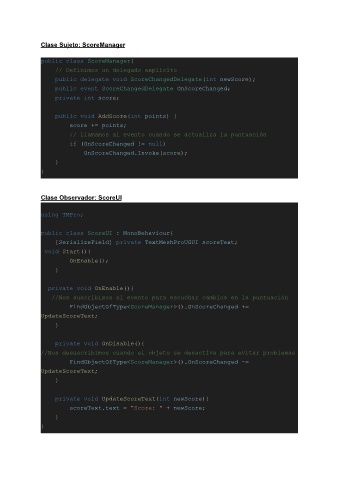 Clase Sujeto: ScoreManager
public class ScoreManager{
// Definimos un delegado explícito
public delegate void ScoreChangedDelegate(int newScore);
public event ScoreChangedDelegate OnScoreChanged;
private int score;
public void AddScore(int points) {
score += points;
// Llamamos al evento cuando se actualiza la puntuación
if (OnScoreChanged != null)
OnScoreChanged.Invoke(score);
}
}
Clase Observador: ScoreUI
using TMPro;
public class ScoreUI : MonoBehaviour{
[SerializeField] private TextMeshProUGUI scoreText;
void Start(){
OnEnable();
}
private void OnEnable(){
//Nos suscribimos al evento para escuchar cambios en la puntuacion
FindObjectOfType<ScoreManager>().OnScoreChanged +=
UpdateScoreText;
}
private void OnDisable(){
//Nos desuscribimos cuando el objeto se desactiva para evitar problemas
FindObjectOfType<ScoreManager>().OnScoreChanged -=
UpdateScoreText;
}
private void UpdateScoreText(int newScore){
scoreText.text = "Score: " + newScore;
}
}